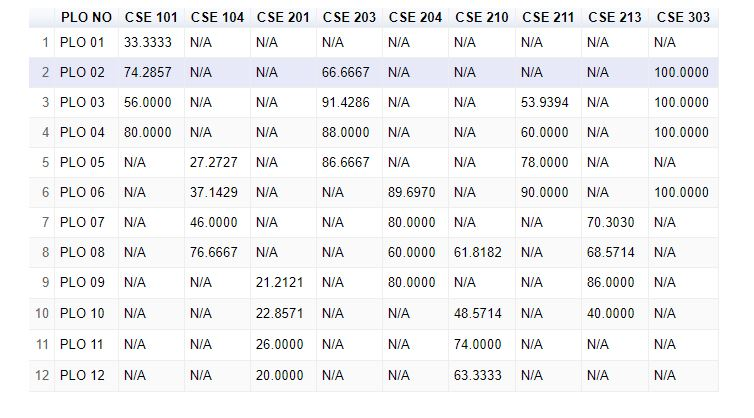 PLO NO CSE 101 CSE 104 CSE 201 CSE 203 CSE 204 CSE 210 CSE 211 CSE 213 CSE 303
1 PLO 01 33.3333 N/A N/A N/A N/A N/A N/A N/A N/A
2 PLO 02 74.2857 N/A N/A 66.6667 N/A N/A N/A N/A 100.0000
3 PLO 03 56.0000 N/A N/A 91.4286 N/A N/A 53.9394 N/A 100.0000
4 PLO 04 80.0000 N/A N/A 88.0000 N/A N/A 60.0000 N/A 100.0000
5 PLO 05 N/A 27.2727 N/A 86.6667 N/A N/A 78.0000 N/A N/A
6 PLO 06 N/A 37.1429 N/A N/A 89.6970 N/A 90.0000 N/A 100.0000
7 PLO 07 N/A 46.0000 N/A N/A 80.0000 N/A N/A 70.3030 N/A
8 PLO 08 N/A 76.6667 N/A N/A 60.0000 61.8182 N/A 68.5714 N/A
9 PLO 09 N/A N/A 21.2121 N/A 80.0000 N/A N/A 86.0000 N/A
10 PLO 10 N/A N/A 22.8571 N/A N/A 48.5714 N/A 40.0000 N/A
11 PLO 11 N/A N/A 26.0000 N/A N/A 74.0000 N/A N/A N/A
12 PLO 12 N/A N/A 20.0000 N/A N/A 63.3333 N/A N/A N/A